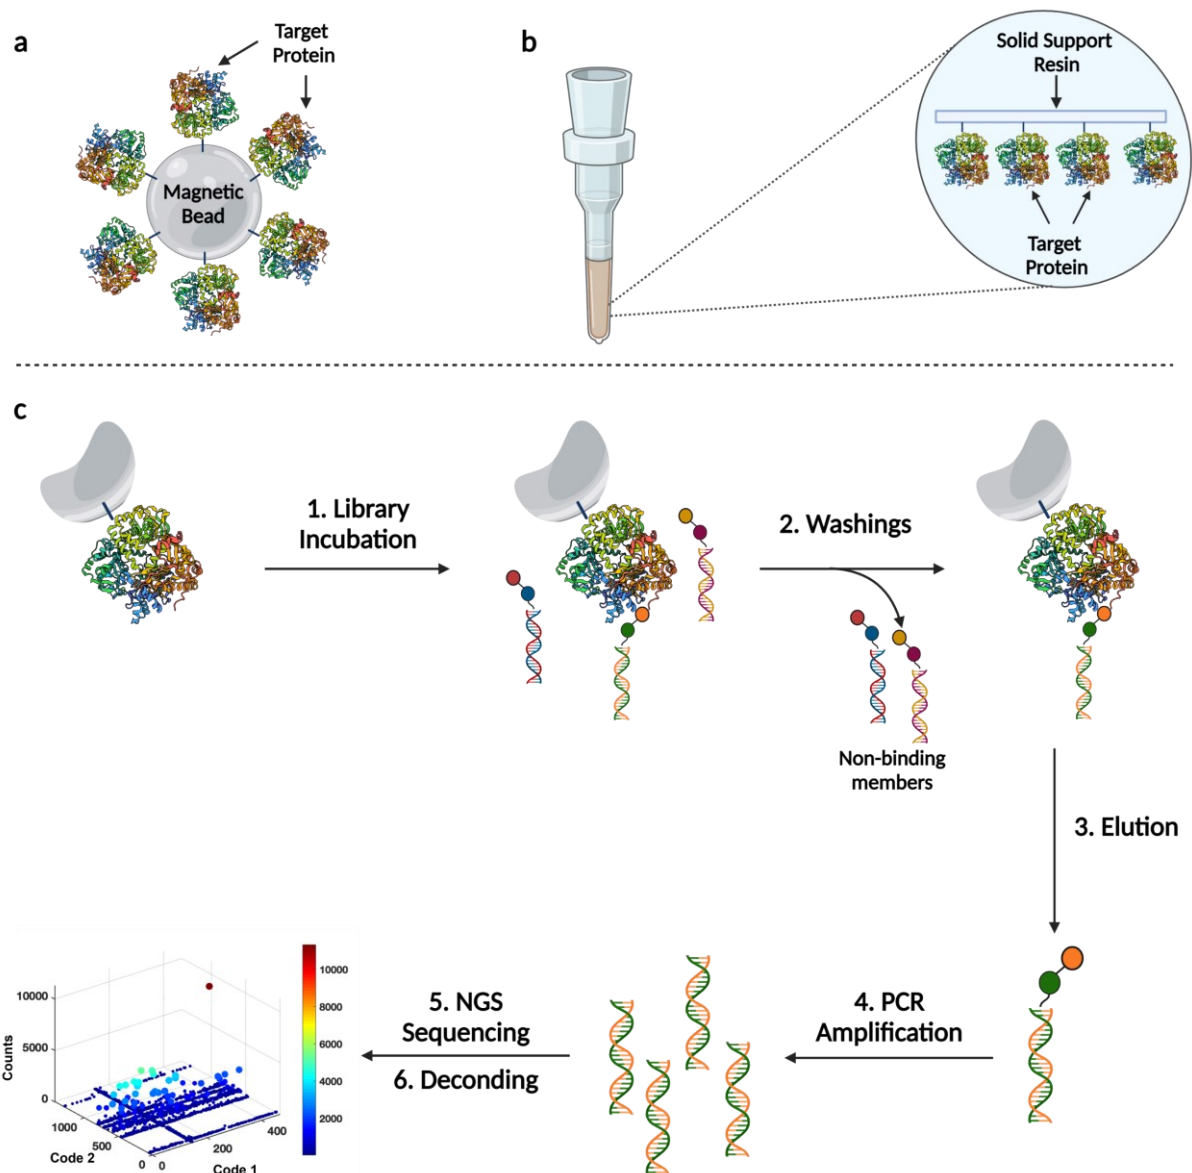 a
Target
Protein
Magnetic
Bead
b
Solid Support
Resin
Target
Protein
c
1. Library
Incubation
2. Washings
Non-binding
members
3. Elution
4. PCR
Amplification
5. NGS
Sequencing
6. Deconding
10000
5000
0
Counts
1000
500
0
Code 2
0
200
400
Code 1
10000
8000
6000
4000
2000